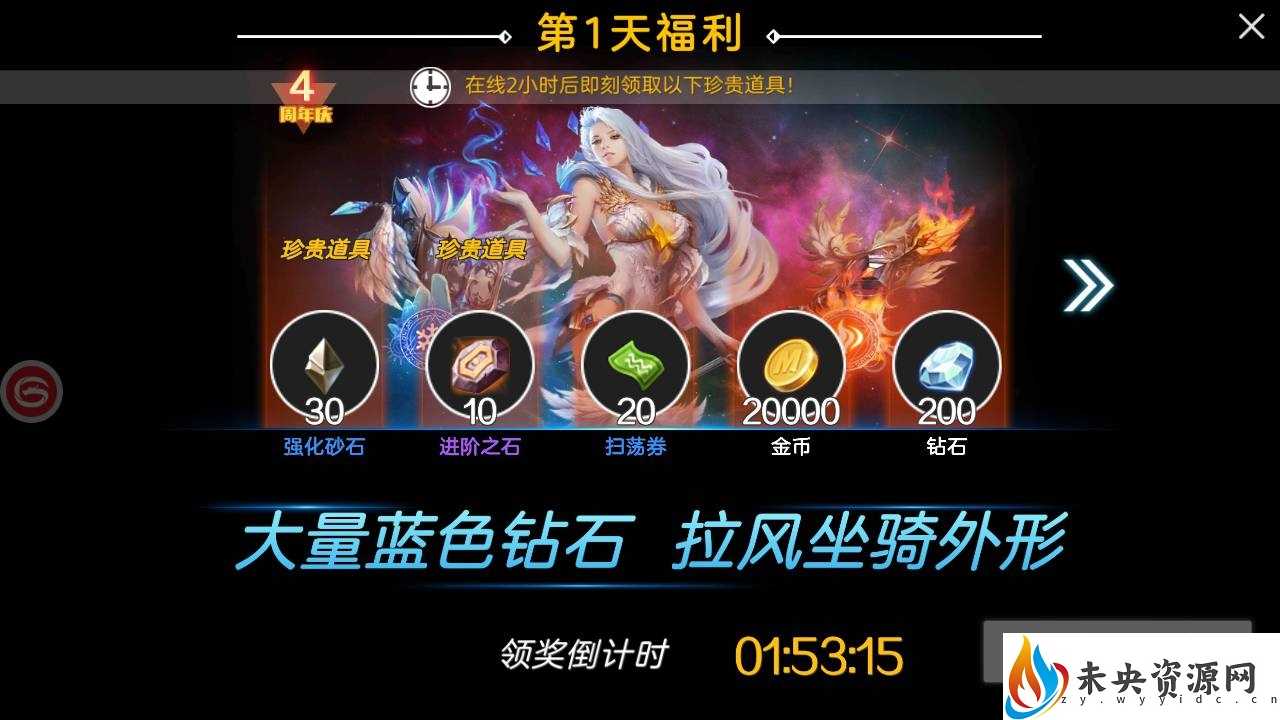 第1天福利
4
周年庆
在线2小时后即刻领取以下珍贵道具!
珍贵道具 珍贵道具
30 10 20 20000 200
强化砂石 进阶之石 扫荡券 金币 钻石
大量蓝色钻石 拉风坐骑外形
领奖倒计时 01:53:15
未央资源网
zy.wyyidc.cn